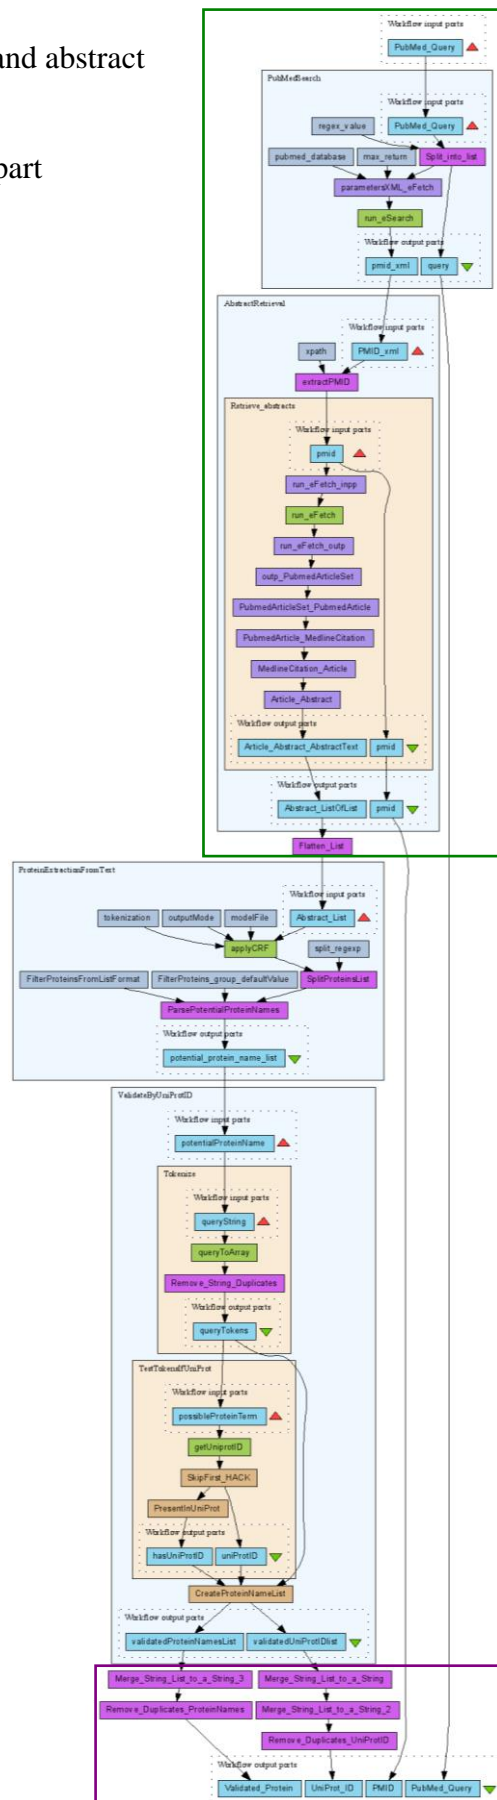 Workflow input ports
PubMed_Query
and abstract
PubMedSearch
Workflow input ports
regex_value
PubMed_Query
pubmed_database
max_return
Split_into_list
part
parametersXML_eFetch
run_eSearch
Workflow output ports
pmid_xml
query
AbstractRetrieval
Workflow input ports
xpath
PMID_xml
extractPMID
Retrieve_abstracts
Workflow input ports
pmid
run_eFetch_inpp
run_eFetch
run_eFetch_outp
outp_PubmedArticleSet
PubmedArticleSet_PubmedArticle
PubmedArticle_MedlineCitation
MedlineCitation_Article
Article_Abstract
Workflow output ports
Article_Abstract_AbstractText
pmid
Workflow output ports
Abstract_ListOfList
pmid
Flatten_List
ProteinExtractionFromText
Workflow input ports
tokenization
outputMode
modelFile
Abstract_List
applyCRF
split_regexp
FilterProteinsFromListFormat
FilterProteins_group_defaultValue
SplitProteinsList
ParsePotentialProteinNames
Workflow output ports
potential_protein_name_list
ValidateByUniProtID
Workflow input ports
potentialProteinName
Tokenize
Workflow input ports
queryString
queryToArray
Remove_String_Duplicates
Workflow output ports
queryTokens
TestTokensIfUniProt
Workflow input ports
possibleProteinTerm
getUniprotID
SkipFirst_HACK
PresentInUniProt
Workflow output ports
hasUniProtID
uniProtID
CreateProteinNameList
Workflow output ports
validatedProteinNamesList
validatedUniProtIDlist
Merge_String_List_to_a_String_3
Merge_String_List_to_a_String
Remove_Duplicates_ProteinNames
Merge_String_List_to_a_String_2
Remove_Duplicates_UniProtID
Workflow output ports
Validated_Protein
UniProt_ID
PMID
PubMed_Query